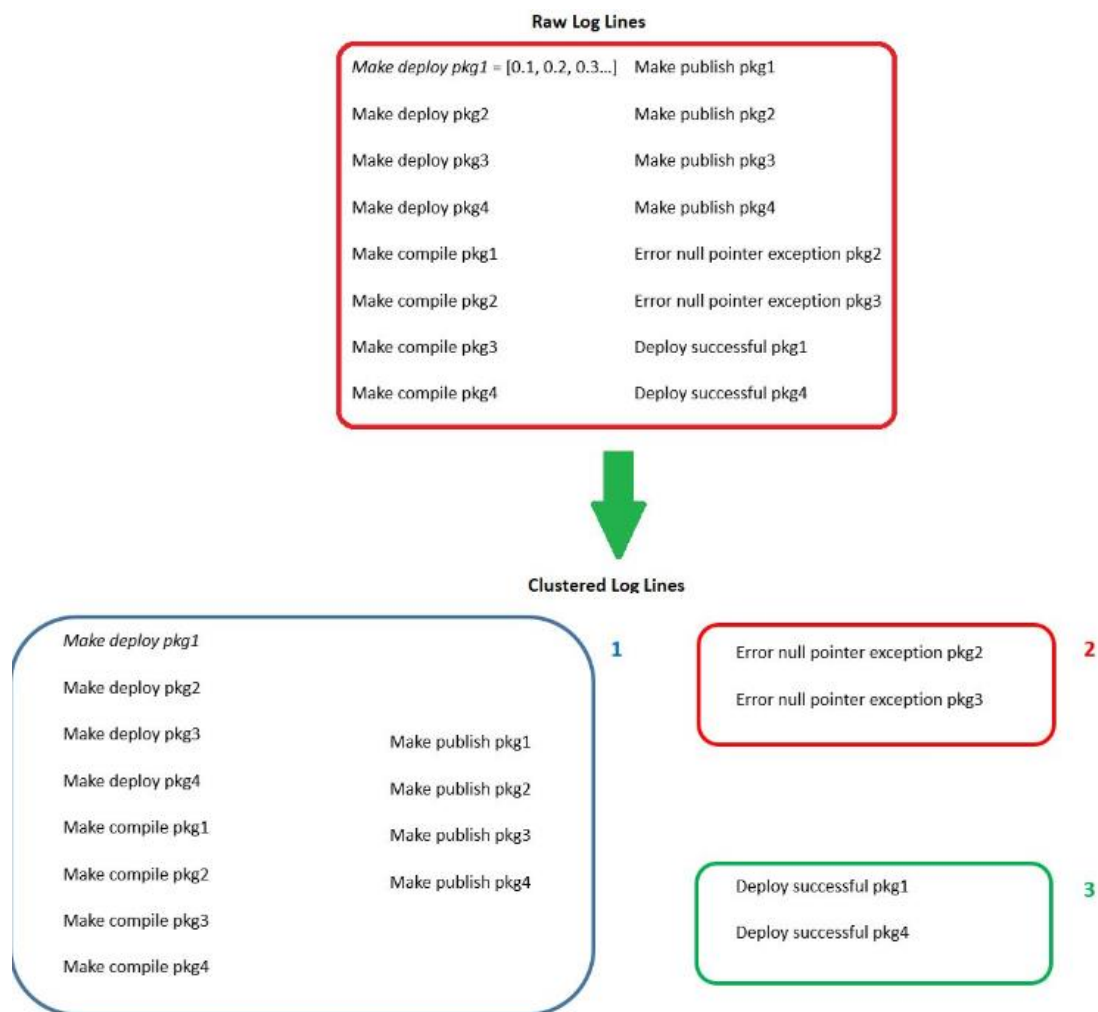 Raw Log Lines
Make deploy pkg1 = [0.1, 0.2, 0.3...]
Make deploy pkg2
Make deploy pkg3
Make deploy pkg4
Make compile pkg1
Make compile pkg2
Make compile pkg3
Make compile pkg4
Make publish pkg1
Make publish pkg2
Make publish pkg3
Make publish pkg4
Error null pointer exception pkg2
Error null pointer exception pkg3
Deploy successful pkg1
Deploy successful pkg4
Clustered Log Lines
Make deploy pkg1
Make deploy pkg2
Make deploy pkg3
Make deploy pkg4
Make compile pkg1
Make compile pkg2
Make compile pkg3
Make compile pkg4
Make publish pkg1
Make publish pkg2
Make publish pkg3
Make publish pkg4
1
Error null pointer exception pkg2
Error null pointer exception pkg3
2
Deploy successful pkg1
Deploy successful pkg4
3